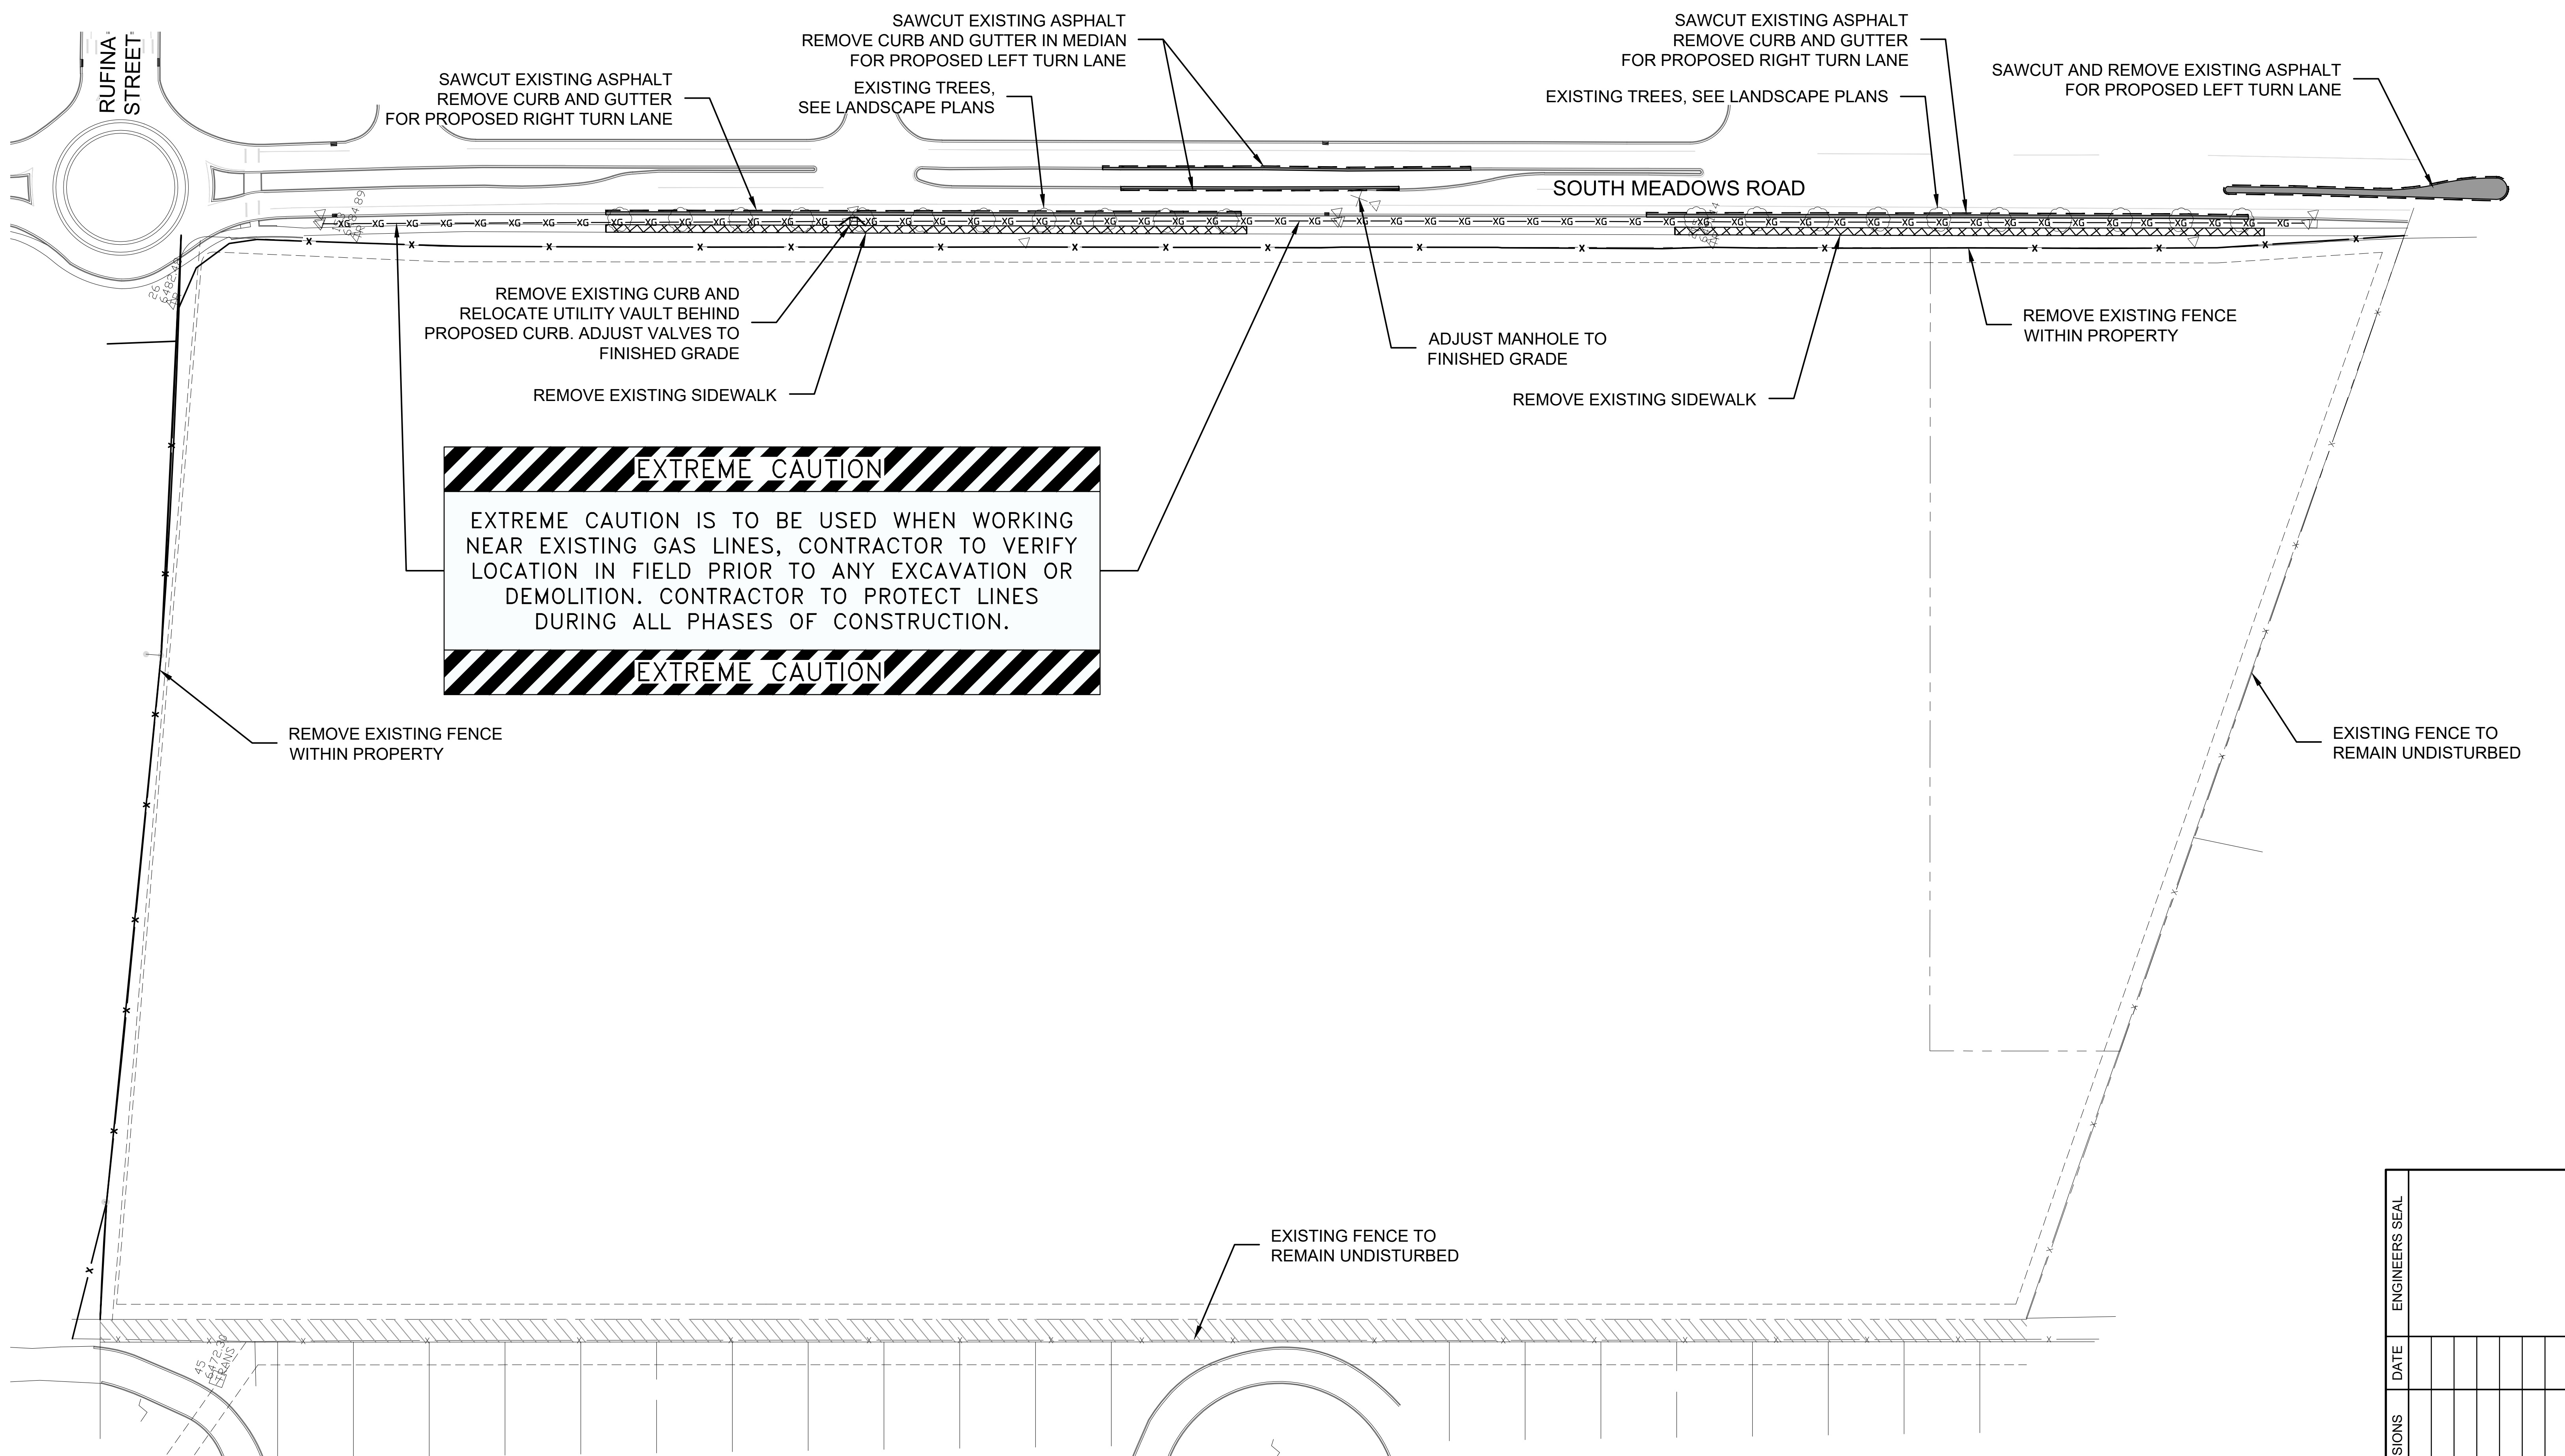 RUFINA
STREET
SAWCUT EXISTING ASPHALT
REMOVE CURB AND GUTTER
FOR PROPOSED RIGHT TURN LANE
SAWCUT EXISTING ASPHALT
REMOVE CURB AND GUTTER IN MEDIAN
FOR PROPOSED LEFT TURN LANE
EXISTING TREES,
SEE LANDSCAPE PLANS
SAWCUT EXISTING ASPHALT
REMOVE CURB AND GUTTER
FOR PROPOSED RIGHT TURN LANE
EXISTING TREES, SEE LANDSCAPE PLANS
SAWCUT AND REMOVE EXISTING ASPHALT
FOR PROPOSED LEFT TURN LANE
SOUTH MEADOWS ROAD
REMOVE EXISTING CURB AND
RELOCATE UTILITY VAULT BEHIND
PROPOSED CURB. ADJUST VALVES TO
FINISHED GRADE
REMOVE EXISTING SIDEWALK
ADJUST MANHOLE TO
FINISHED GRADE
REMOVE EXISTING SIDEWALK
REMOVE EXISTING FENCE
WITHIN PROPERTY
EXTREME CAUTION
EXTREME CAUTION IS TO BE USED WHEN WORKING
NEAR EXISTING GAS LINES, CONTRACTOR TO VERIFY
LOCATION IN FIELD PRIOR TO ANY EXCAVATION OR
DEMOLITION. CONTRACTOR TO PROTECT LINES
DURING ALL PHASES OF CONSTRUCTION.
EXTREME CAUTION
REMOVE EXISTING FENCE
WITHIN PROPERTY
EXISTING FENCE TO
REMAIN UNDISTURBED
EXISTING FENCE TO
REMAIN UNDISTURBED
45
6472.30
TRANS
ENGINEERS SEAL
DATE
SIONS